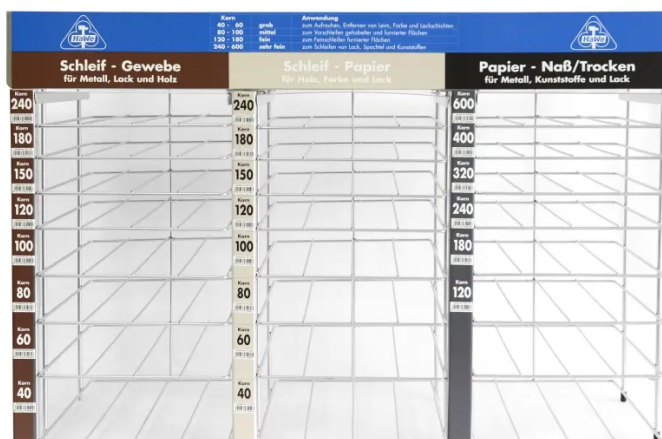 HaWe
Korn Anwendung
40 - 60 grob zum Aufrauhen, Entfernen von Leim, Farbe und Lackschichten
80 - 100 mittel zum Vorschleifen gehobelter und furnierter Flächen
120 - 180 fein zum Feinschleifen furnierter Flächen
240 - 600 sehr fein zum Schleifen von Lack, Spachtel und Kunststoffen
HaWe
Schleif - Gewebe
für Metall, Lack und Holz
Schleif - Papier
für Holz, Farbe und Lack
Papier - Naß/Trocken
für Metall, Kunststoffe und Lack
Korn
240
Korn
180
Korn
150
Korn
120
Korn
100
Korn
80
Korn
60
Korn
40
Korn
240
Korn
180
Korn
150
Korn
120
Korn
100
Korn
80
Korn
60
Korn
40
Korn
600
Korn
400
Korn
320
Korn
240
Korn
180
Korn
120